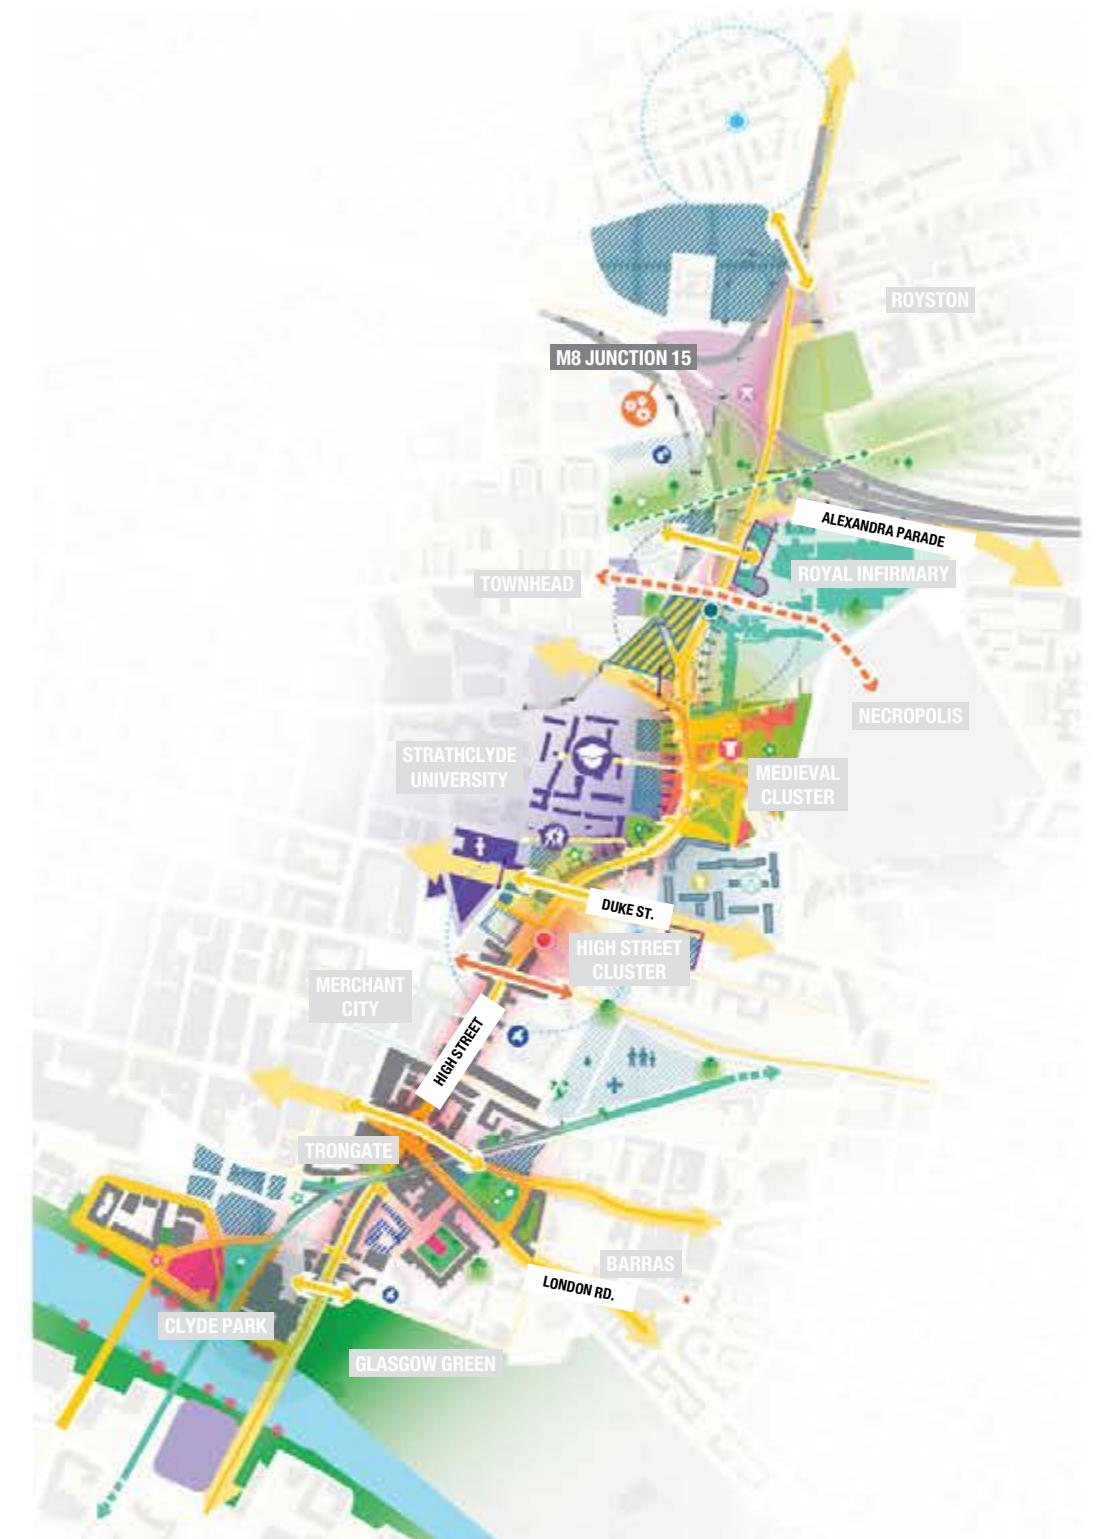 ROYSTON
M8 JUNCTION 15
ALEXANDRA PARADE
ROYAL INFIRMARY
TOWNHEAD
NECROPOLIS
STRATHCLYDE
UNIVERSITY
MEDIEVAL
CLUSTER
DUKE ST.
HIGH STREET
CLUSTER
MERCHANT
CITY
HIGH STREET
TRONGATE
BARRAS
LONDON RD.
CLYDE PARK
GLASGOW GREEN